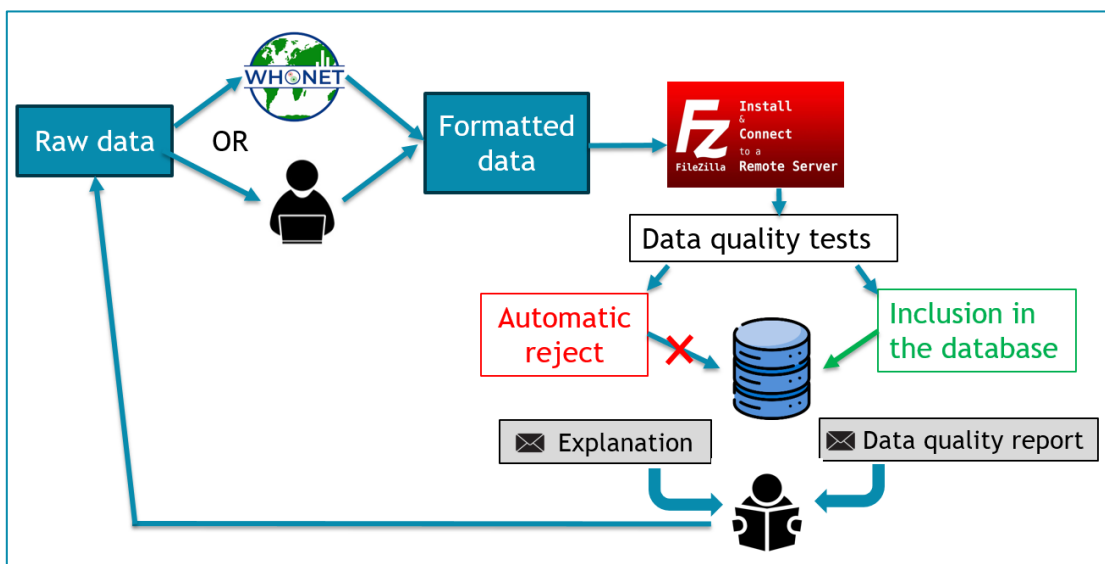 WHONET
Raw data
OR
Formatted
data
FZ
FileZilla
Install
&
Connect
to a
Remote Server
Data quality tests
Automatic
reject
Inclusion in
the database
Explanation
Data quality report